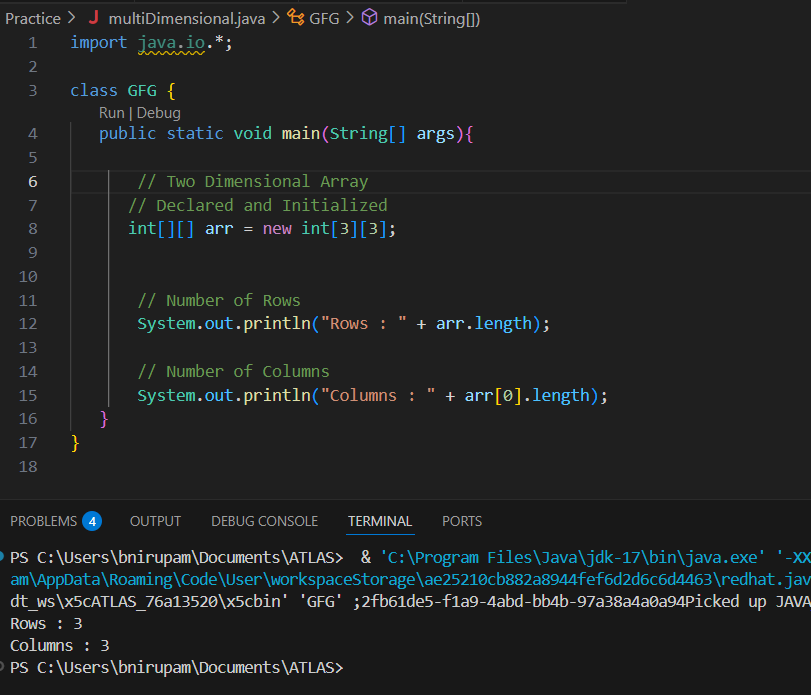 Practice > J multiDimensional.java > GFG > main(String[])
1 import java.io.*;
2
3 class GFG {
Run | Debug
4 public static void main(String[] args){
5
6 // Two Dimensional Array
7 // Declared and Initialized
8 int[][] arr = new int[3][3];
9
10
11 // Number of Rows
12 System.out.println("Rows : " + arr.length);
13
14 // Number of Columns
15 System.out.println("Columns : " + arr[0].length);
16 }
17 }
18
PROBLEMS 4 OUTPUT DEBUG CONSOLE TERMINAL PORTS
PS C:\Users\bnirupam\Documents\ATLAS> & 'C:\Program Files\Java\jdk-17\bin\java.exe' '-XX
am\AppData\Roaming\Code\User\workspaceStorage\ae25210cb882a8944fef6d2d6c6d4463\redhat.jav
dt_ws\x5cATLAS_76a13520\x5cbin' 'GFG' ;2fb61de5-f1a9-4abd-bb4b-97a38a4a0a94Picked up JAVA
Rows : 3
Columns : 3
PS C:\Users\bnirupam\Documents\ATLAS>